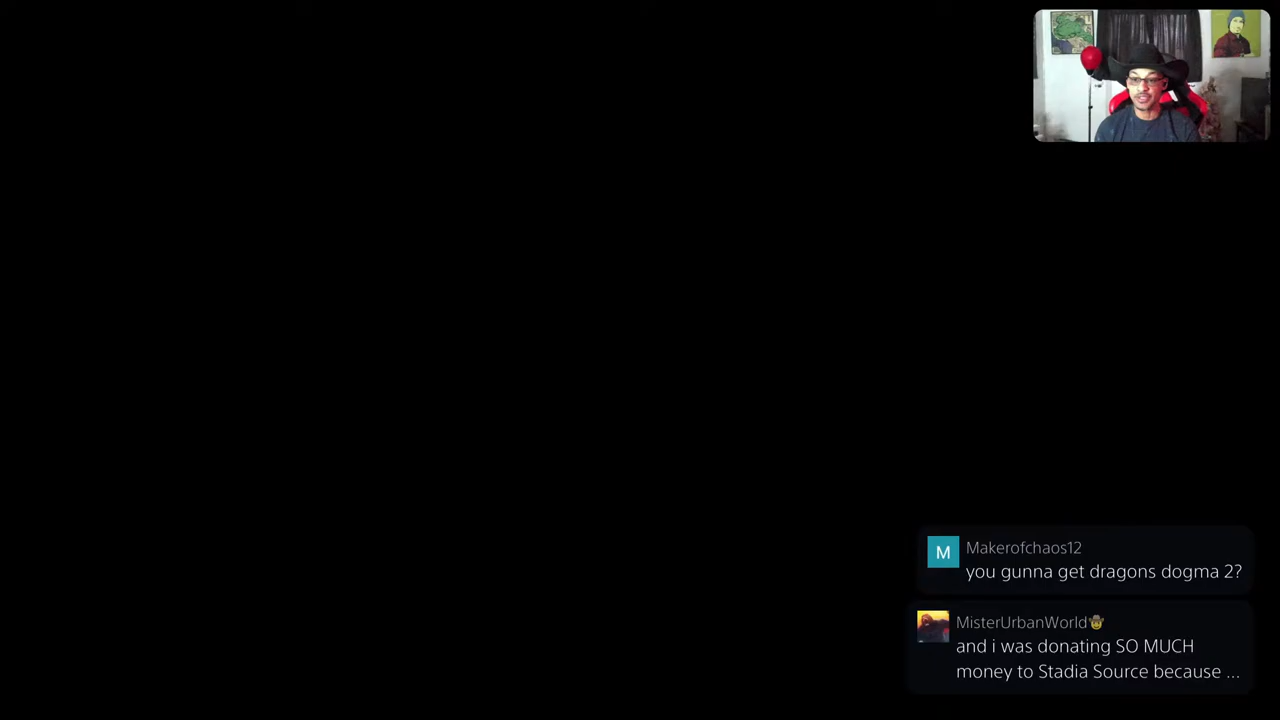 M
Makerofchaos12
you gunna get dragons dogma 2?
MisterUrbanWorld🤠
and i was donating SO MUCH
money to Stadia Source because ...